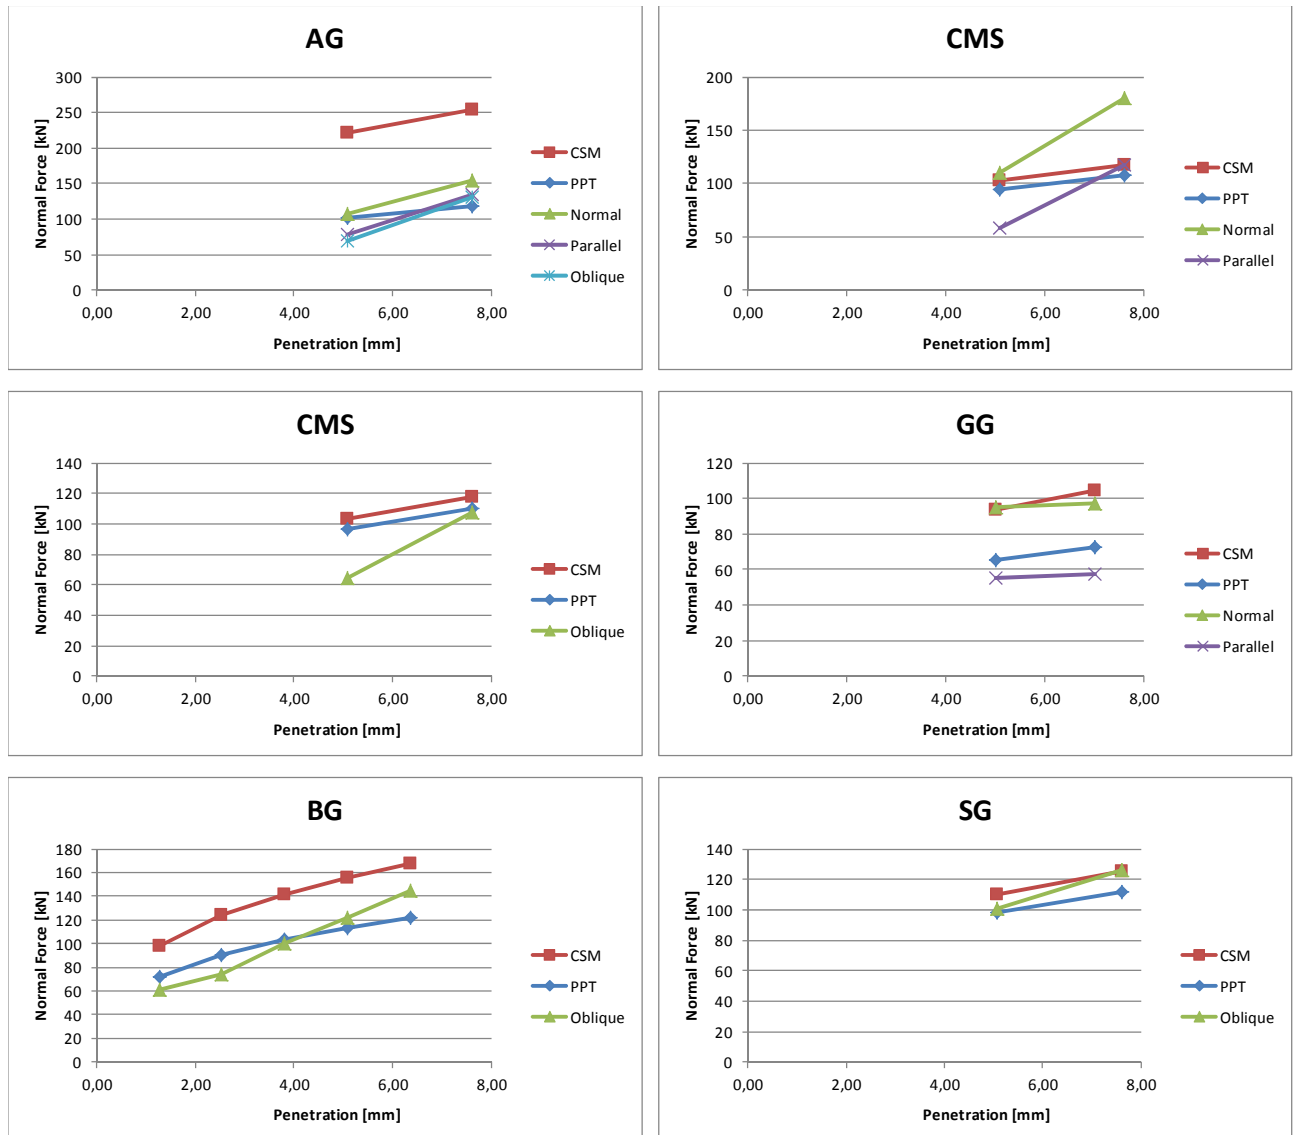 AG
Normal Force [kN]
300
250
200
150
100
50
0
0,00 2,00 4,00 6,00 8,00
Penetration [mm]
CSM
PPT
Normal
Parallel
Oblique
CMS
Normal Force [kN]
200
150
100
50
0
0,00 2,00 4,00 6,00 8,00
Penetration [mm]
CSM
PPT
Normal
Parallel
CMS
Normal Force [kN]
140
120
100
80
60
40
20
0
0,00 2,00 4,00 6,00 8,00
Penetration [mm]
CSM
PPT
Oblique
GG
Normal Force [kN]
120
100
80
60
40
20
0
0,00 2,00 4,00 6,00 8,00
Penetration [mm]
CSM
PPT
Normal
Parallel
BG
Normal Force [kN]
180
160
140
120
100
80
60
40
20
0
0,00 2,00 4,00 6,00 8,00
Penetration [mm]
CSM
PPT
Oblique
SG
Normal Force [kN]
140
120
100
80
60
40
20
0
0,00 2,00 4,00 6,00 8,00
Penetration [mm]
CSM
PPT
Oblique